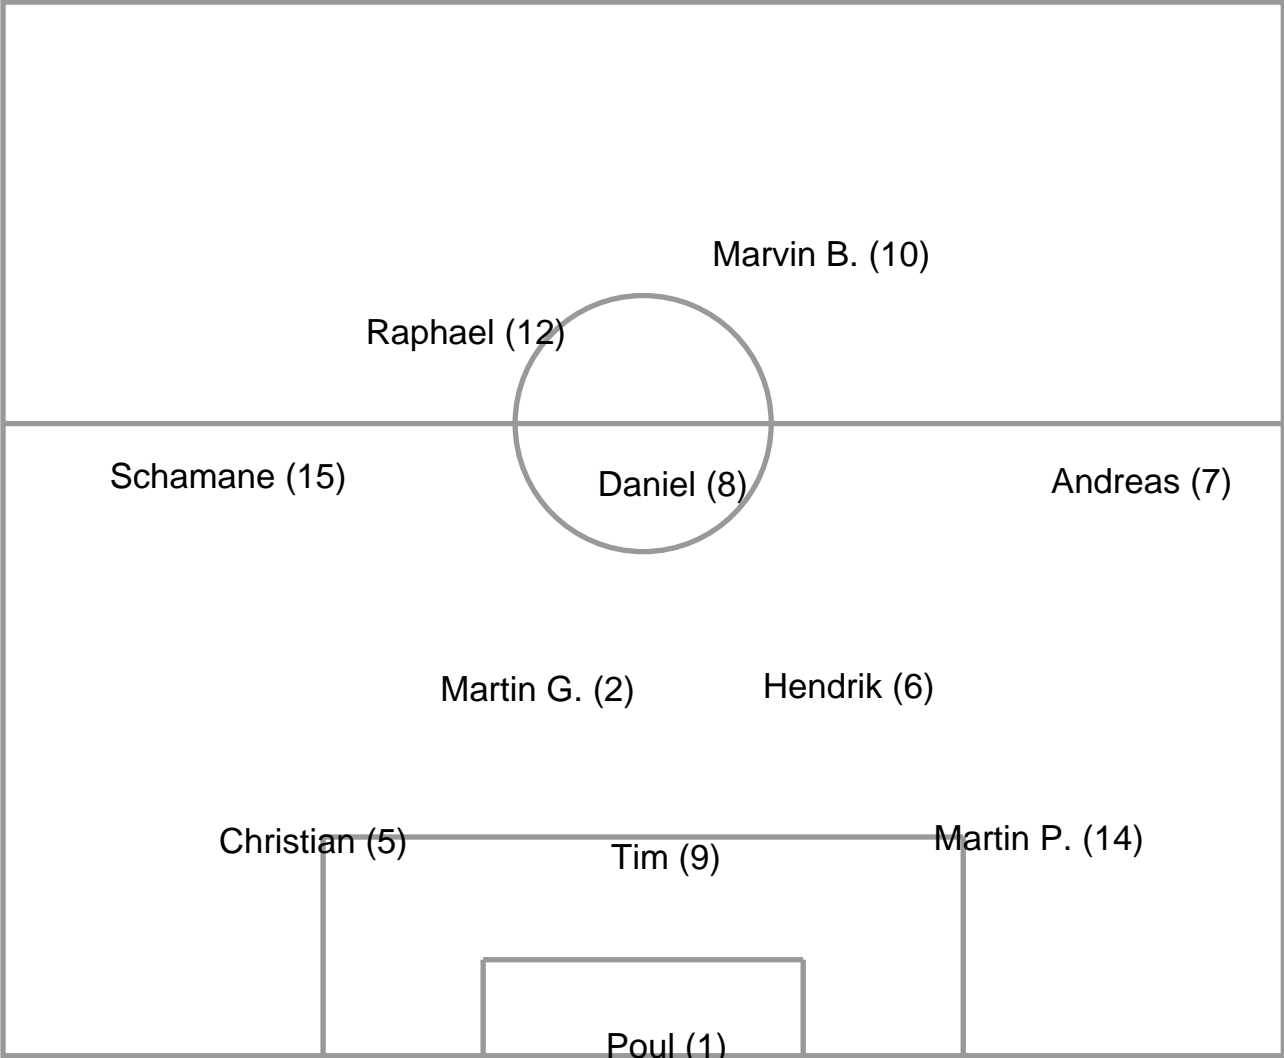 Marvin B. (10)
Raphael (12)
Schamane (15)
Daniel (8)
Andreas (7)
Martin G. (2)
Hendrik (6)
Christian (5)
Tim (9)
Martin P. (14)
Poul (1)